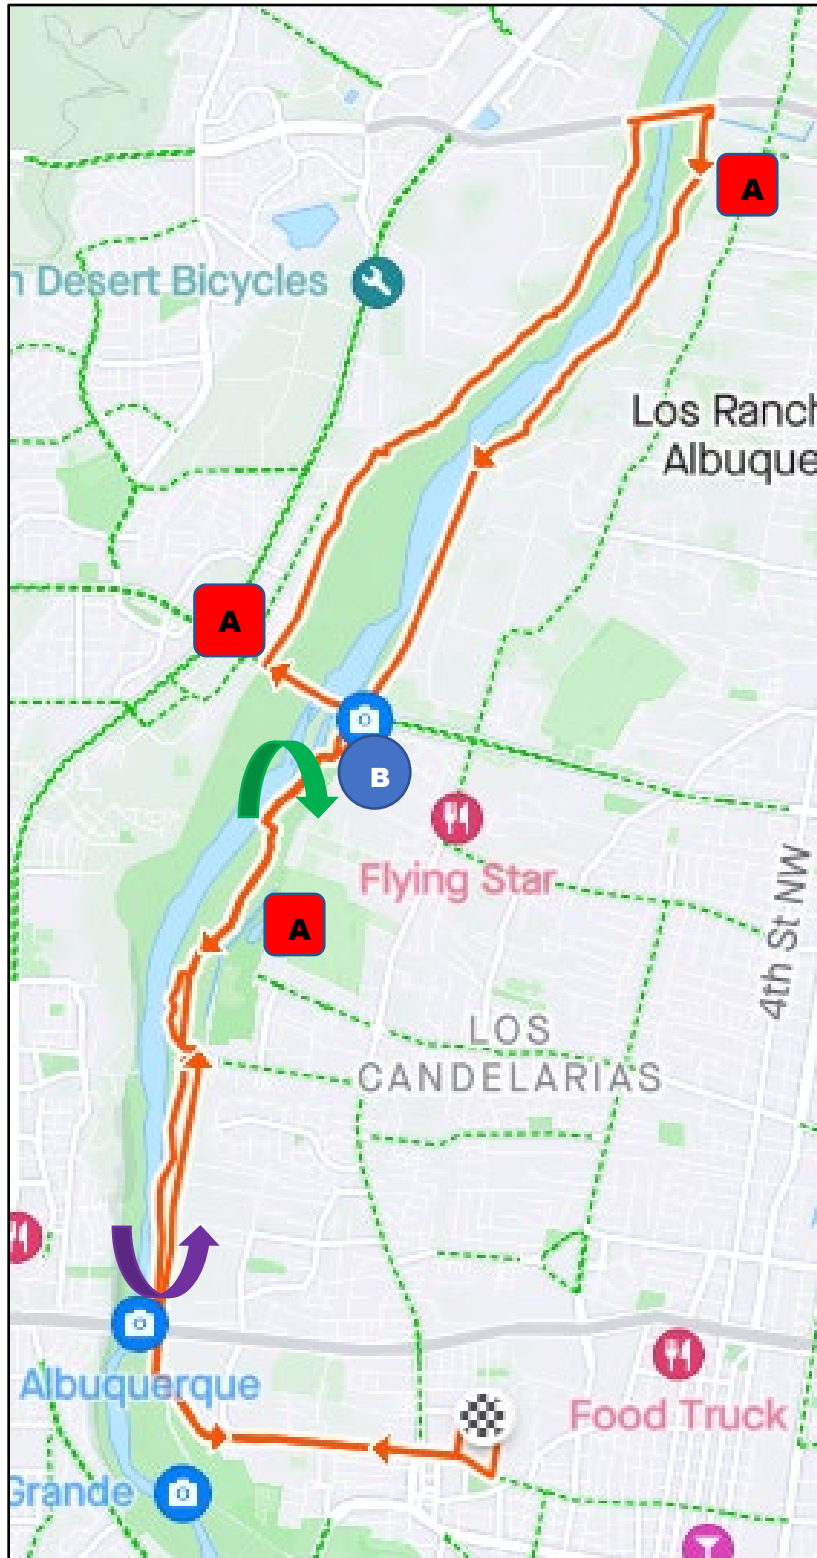 A
n Desert Bicycles
Los Ranch
Albuque
A
B
Flying Star
A
4th St NW
LOS
CANDELARIAS
Albuquerque
Food Truck
Grande